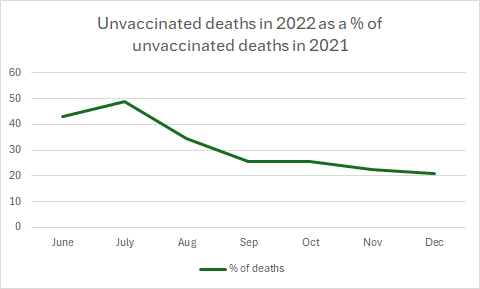 Unvaccinated deaths in 2022 as a % of
unvaccinated deaths in 2021
60
50
40
30
20
10
0
June July Aug Sep Oct Nov Dec
% of deaths